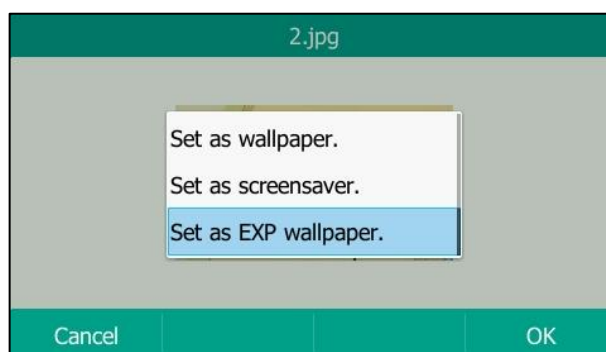 2.jpg
Set as wallpaper.
Set as screensaver.
Set as EXP wallpaper.
Cancel OK